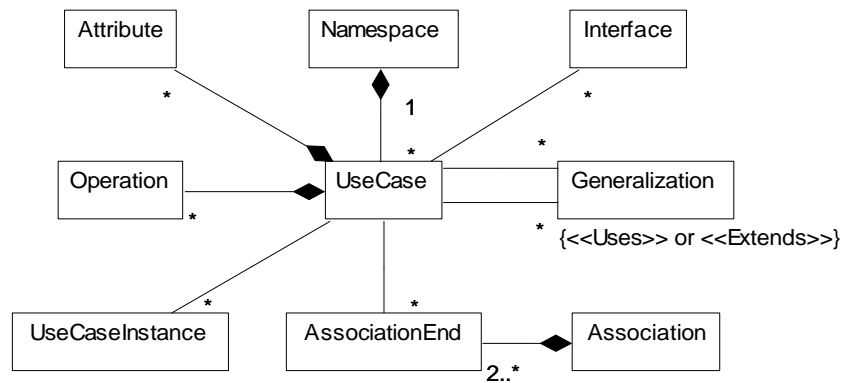 Attribute
Namespace
Interface
*
1
*
*
*
Operation
UseCase
Generalization
*
*
{<<Uses>> or <<Extends>>}
*
*
UseCaseInstance
AssociationEnd
Association
2..*